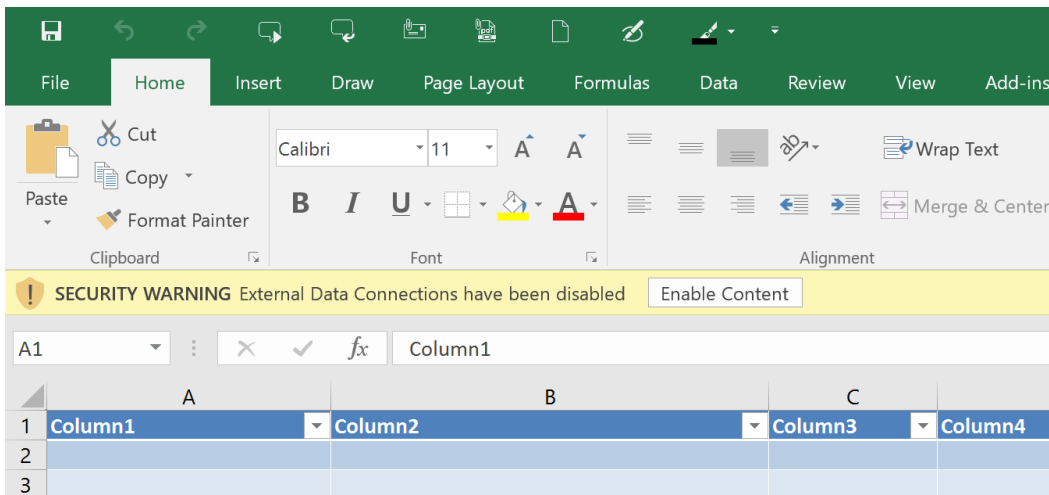 File Home Insert Draw Page Layout Formulas Data Review View Add-ins
Cut
Copy
Format Painter
Paste
Calibri 11 A A
Wrap Text
B I U A
Merge & Center
Clipboard Font Alignment
SECURITY WARNING External Data Connections have been disabled Enable Content
A1 fx Column1
A B C
1 Column1 Column2 Column3 Column4
2
3